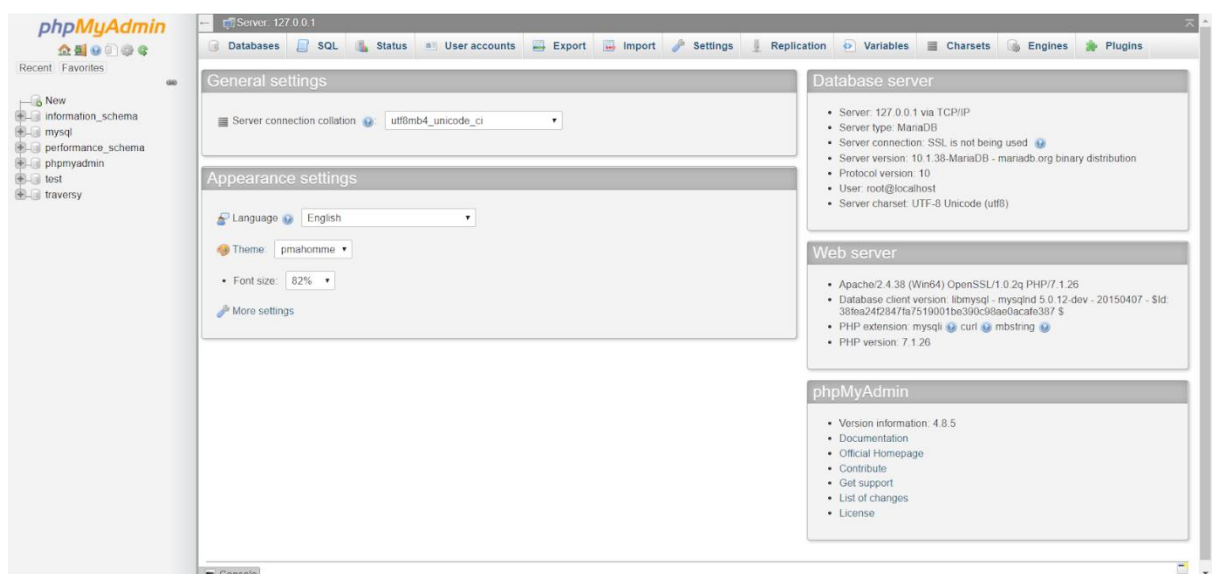 phpMyAdmin
Recent Favorites
New
information_schema
mysql
performance_schema
phpmyadmin
test
traversy
Server: 127.0.0.1
Databases SQL Status User accounts Export Import Settings Replication Variables Charsets Engines Plugins
General settings
Server connection collation utf8mb4_unicode_ci
Appearance settings
Language English
Theme: pmahomme
Font size: 82%
More settings
Database server
Server: 127.0.0.1 via TCP/IP
Server type: MariaDB
Server connection: SSL is not being used
Server version: 10.1.38-MariaDB - mariadb.org binary distribution
Protocol version: 10
User: root@localhost
Server charset: UTF-8 Unicode (utf8)
Web server
Apache/2.4.38 (Win64) OpenSSL/1.0.2q PHP/7.1.26
Database client version: libmysql - mysqlnd 5.0.12-dev - 20150407 - $Id:
38fea24f2847fa7519001be390c98ae0acafe387 $
PHP extension: mysqli curl mbstring
PHP version: 7.1.26
phpMyAdmin
Version information: 4.8.5
Documentation
Official Homepage
Contribute
Get support
List of changes
License
Console